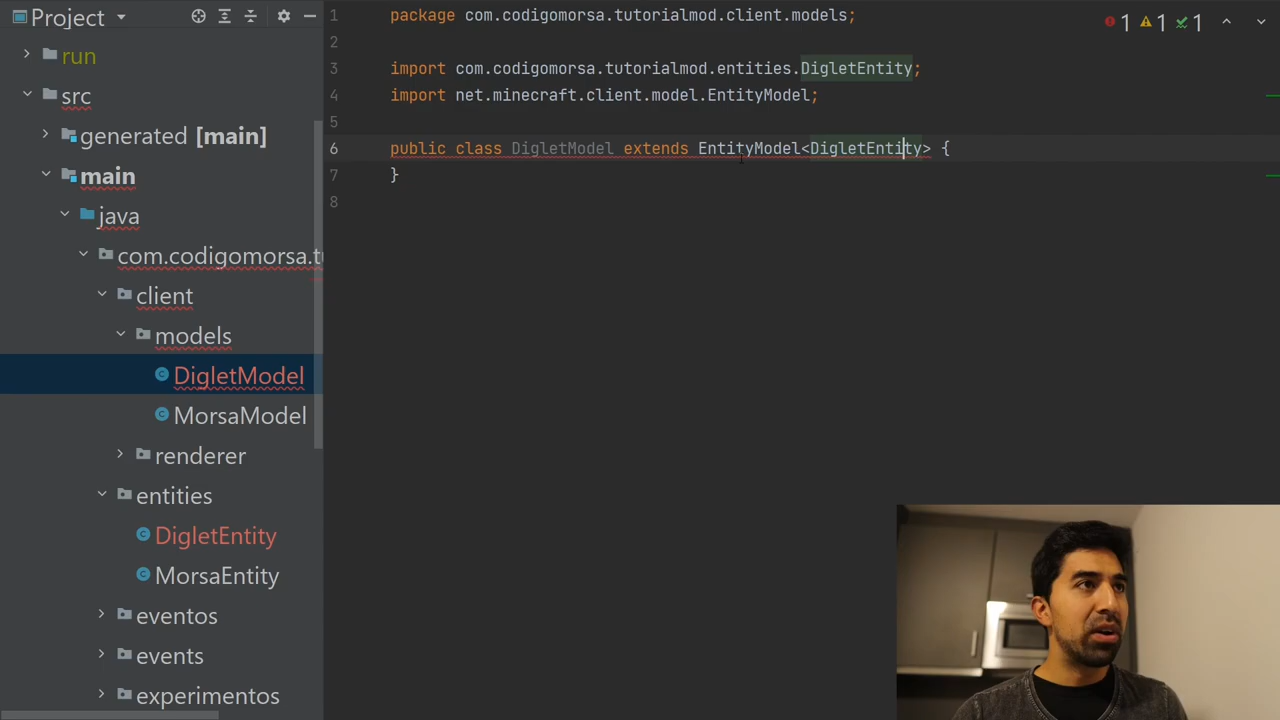 Project
run
src
generated [main]
main
java
com.codigomorsa.tu
client
models
DigletModel
MorsaModel
renderer
entities
DigletEntity
MorsaEntity
eventos
events
experimentos
1 package com.codigomorsa.tutorialmod.client.models;
2
3 import com.codigomorsa.tutorialmod.entities.DigletEntity;
4 import net.minecraft.client.model.EntityModel;
5
6 public class DigletModel extends EntityModel<DigletEntity> {
7 }
8
1 1 1